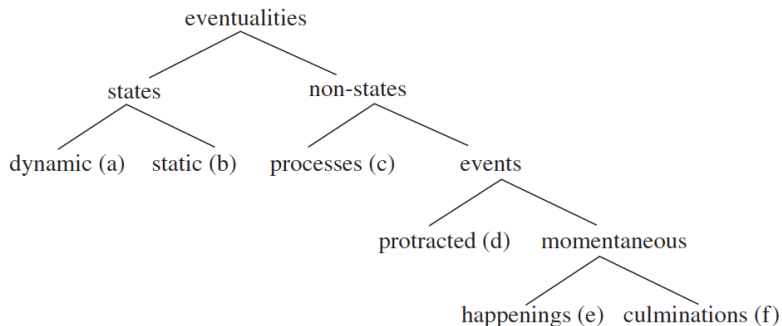 eventualities
states non-states
dynamic (a) static (b) processes (c) events
protracted (d) momentaneous
happenings (e) culminations (f)